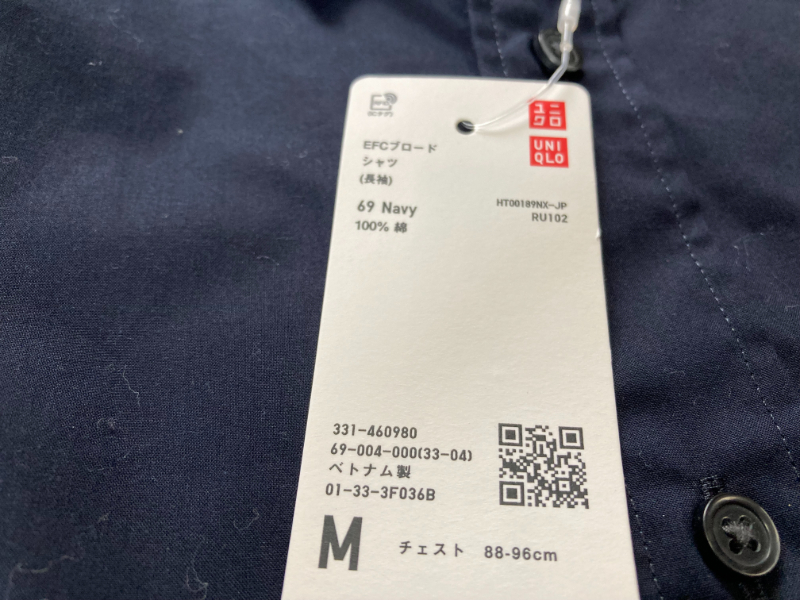 ユニ
クロ
UNI
QLO
EFCブロード
シャツ
(長袖)
69 Navy
100% 綿
HT00189NX-JP
RU102
331-460980
69-004-000(33-04)
ベトナム製
01-33-3F036B
M
チェスト 88-96cm